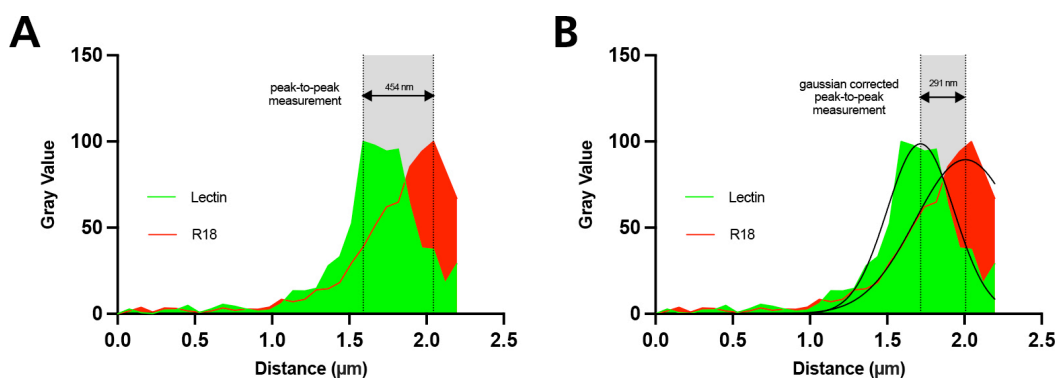 A
150
100
50
0
Gray Value
peak-to-peak
measurement
454 nm
Lectin
R18
0.0 0.5 1.0 1.5 2.0 2.5
Distance (µm)
B
150
100
50
0
Gray Value
gaussian corrected
peak-to-peak
measurement
291 nm
Lectin
R18
0.0 0.5 1.0 1.5 2.0 2.5
Distance (µm)